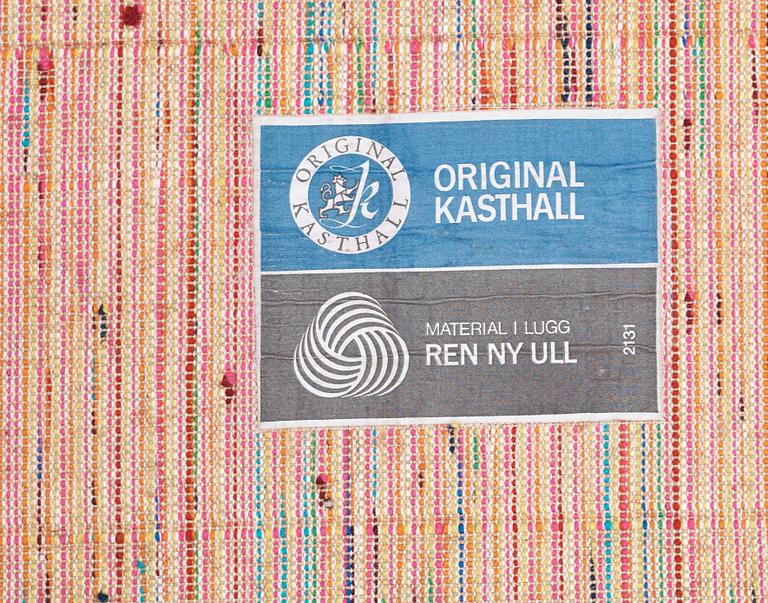 ORIGINAL
KASTHALL
k
ORIGINAL
KASTHALL
MATERIAL I LUGG
REN NY ULL
2131